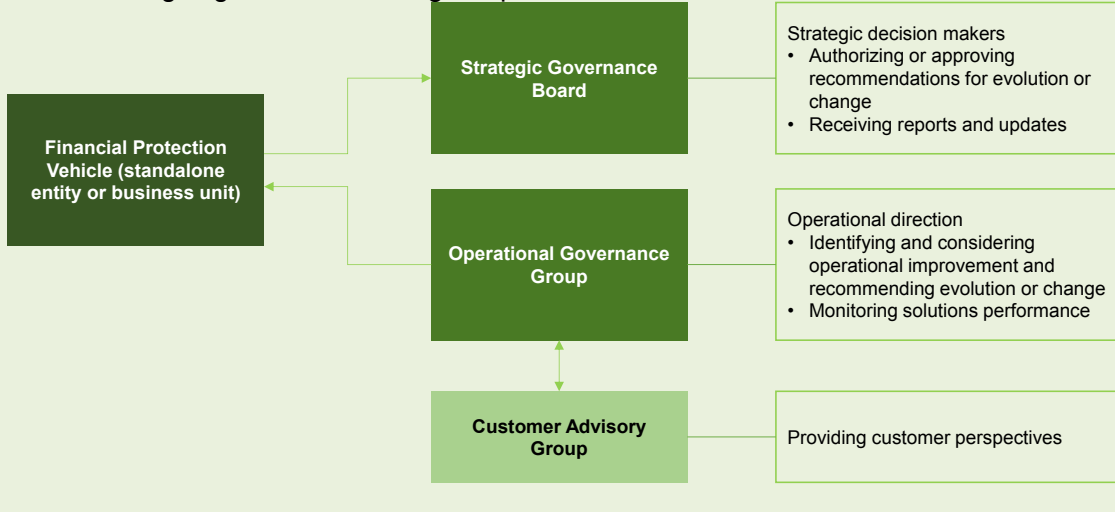 Strategic Governance
Board
Strategic decision makers
• Authorizing or approving
recommendations for evolution or
change
• Receiving reports and updates
Financial Protection
Vehicle (standalone
entity or business unit)
Operational Governance
Group
Operational direction
• Identifying and considering
operational improvement and
recommending evolution or change
• Monitoring solutions performance
Customer Advisory
Group
Providing customer perspectives